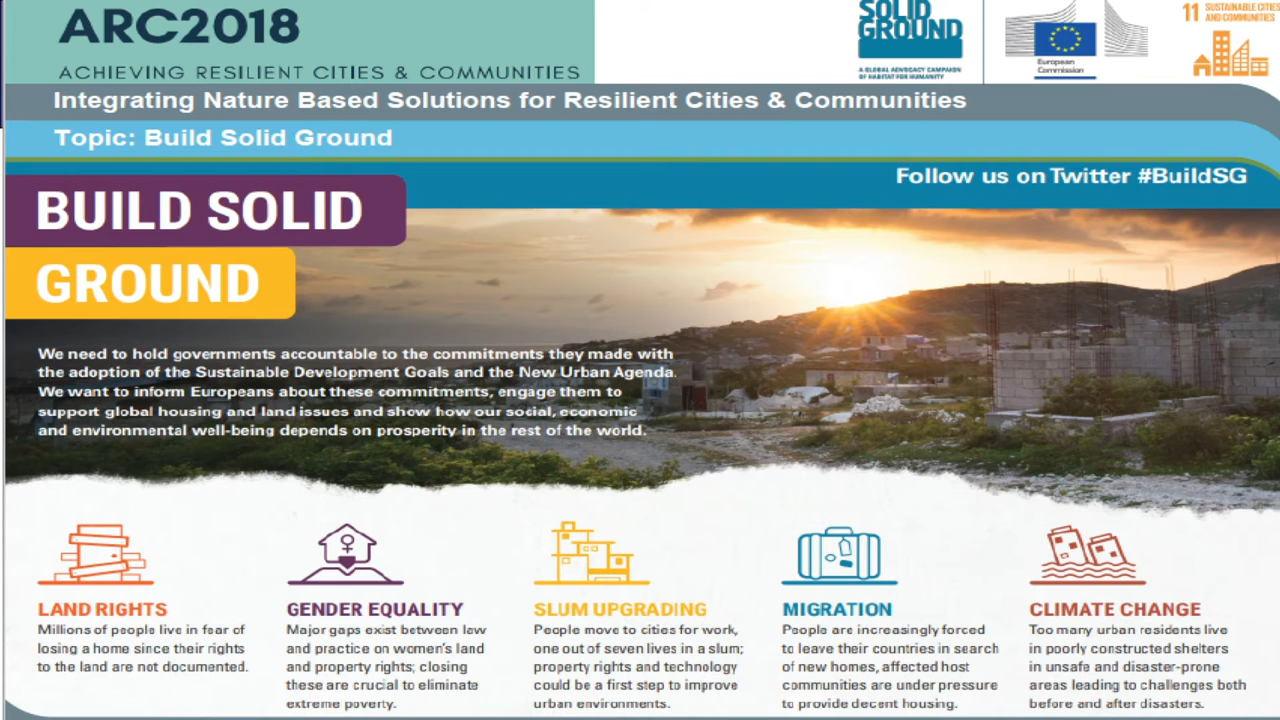 ARC2018
ACHIEVING RESILIENT CITIES & COMMUNITIES
SOLID
GROUND
A GLOBAL ADVOCACY CAMPAIGN
OF HABITAT FOR HUMANITY
European
Commission
11 SUSTAINABLE CITIES
AND COMMUNITIES
Integrating Nature Based Solutions for Resilient Cities & Communities
Topic: Build Solid Ground
Follow us on Twitter #BuildSG
BUILD SOLID
GROUND
We need to hold governments accountable to the commitments they made with
the adoption of the Sustainable Development Goals and the New Urban Agenda.
We want to inform Europeans about these commitments, engage them to
support global housing and land issues and show how our social, economic
and environmental well-being depends on prosperity in the rest of the world.
LAND RIGHTS
Millions of people live in fear of
losing a home since their rights
to the land are not documented.
GENDER EQUALITY
Major gaps exist between law
and practice on women's land
and property rights; closing
these are crucial to eliminate
extreme poverty.
SLUM UPGRADING
People move to cities for work,
one out of seven lives in a slum;
property rights and technology
could be a first step to improve
urban environments.
MIGRATION
People are increasingly forced
to leave their countries in search
of new homes, affected host
communities are under pressure
to provide decent housing.
CLIMATE CHANGE
Too many urban residents live
in poorly constructed shelters
in unsafe and disaster-prone
areas leading to challenges both
before and after disasters.